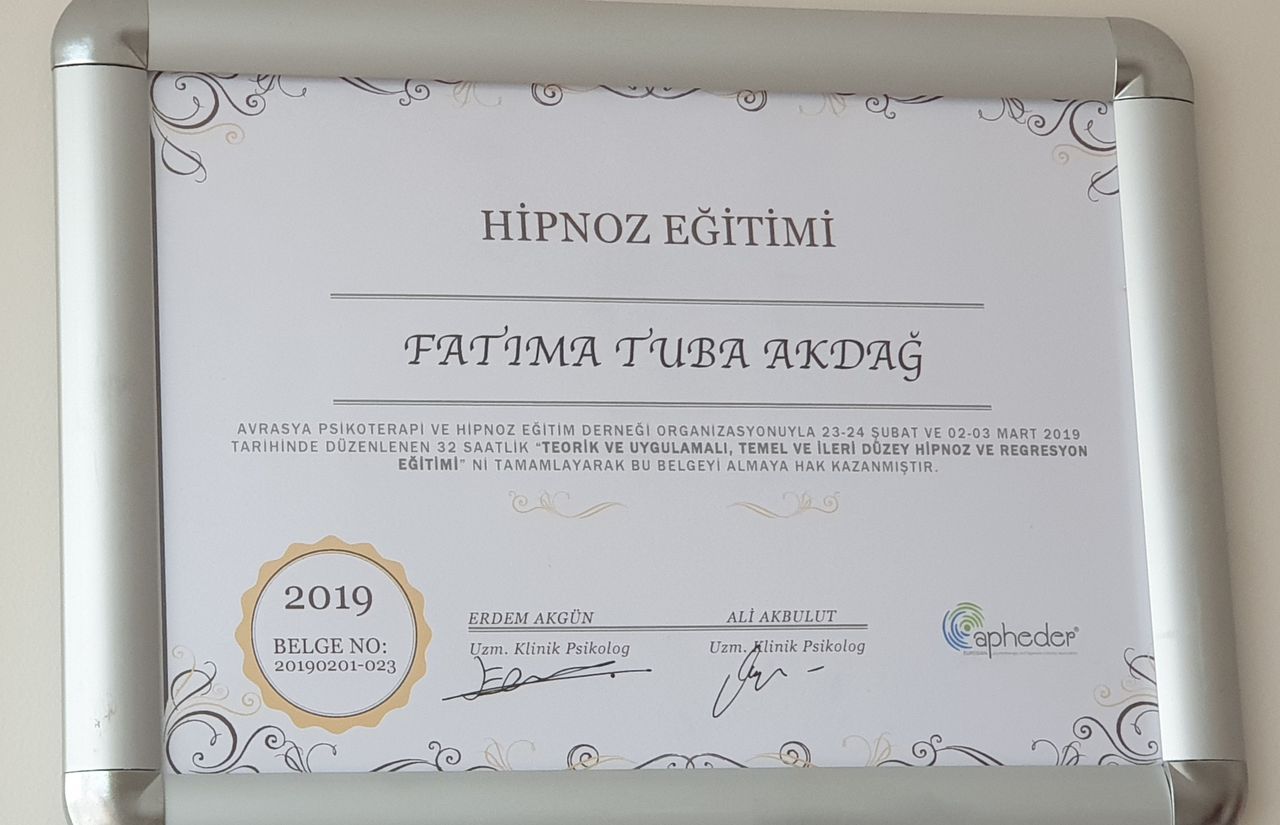 HİPNOZ EĞİTİMİ
FATIMA TUBA AKDAĞ
AVRASYA PSİKOTERAPİ VE HİPNOZ EĞİTİM DERNEĞİ ORGANİZASYONUYLA 23-24 ŞUBAT VE 02-03 MART 2019
TARİHİNDE DÜZENLENEN 32 SAATLİK “TEORİK VE UYGULAMALI, TEMEL VE İLERİ DÜZEY HİPNOZ VE REGRESYON
EĞİTİMİ” Nİ TAMAMLAYARAK BU BELGEYİ ALMAYA HAK KAZANMIŞTIR.
2019
BELGE NO:
20190201-023
ERDEM AKGÜN
Uzm. Klinik Psikolog
ALİ AKBULUT
Uzm. Klinik Psikolog
apheder®